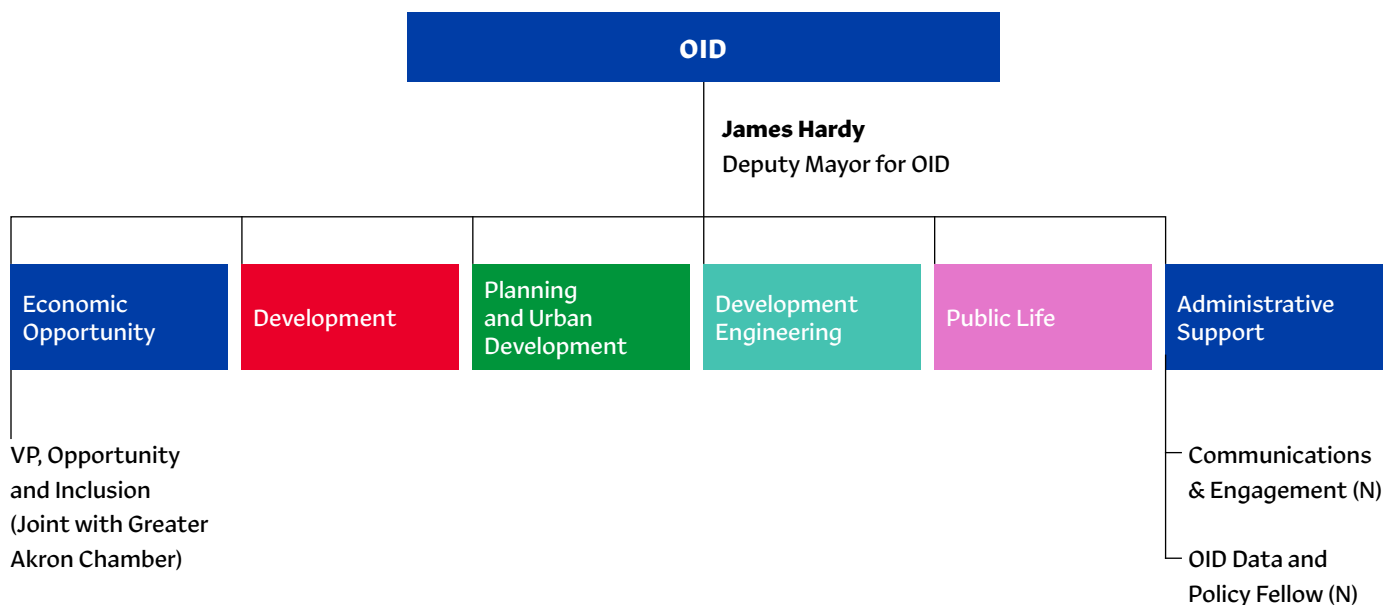 OID
James Hardy
Deputy Mayor for OID
Economic
Opportunity
Development
Planning
and Urban
Development
Development
Engineering
Public Life
Administrative
Support
VP, Opportunity
and Inclusion
(Joint with Greater
Akron Chamber)
Communications
& Engagement (N)
OID Data and
Policy Fellow (N)